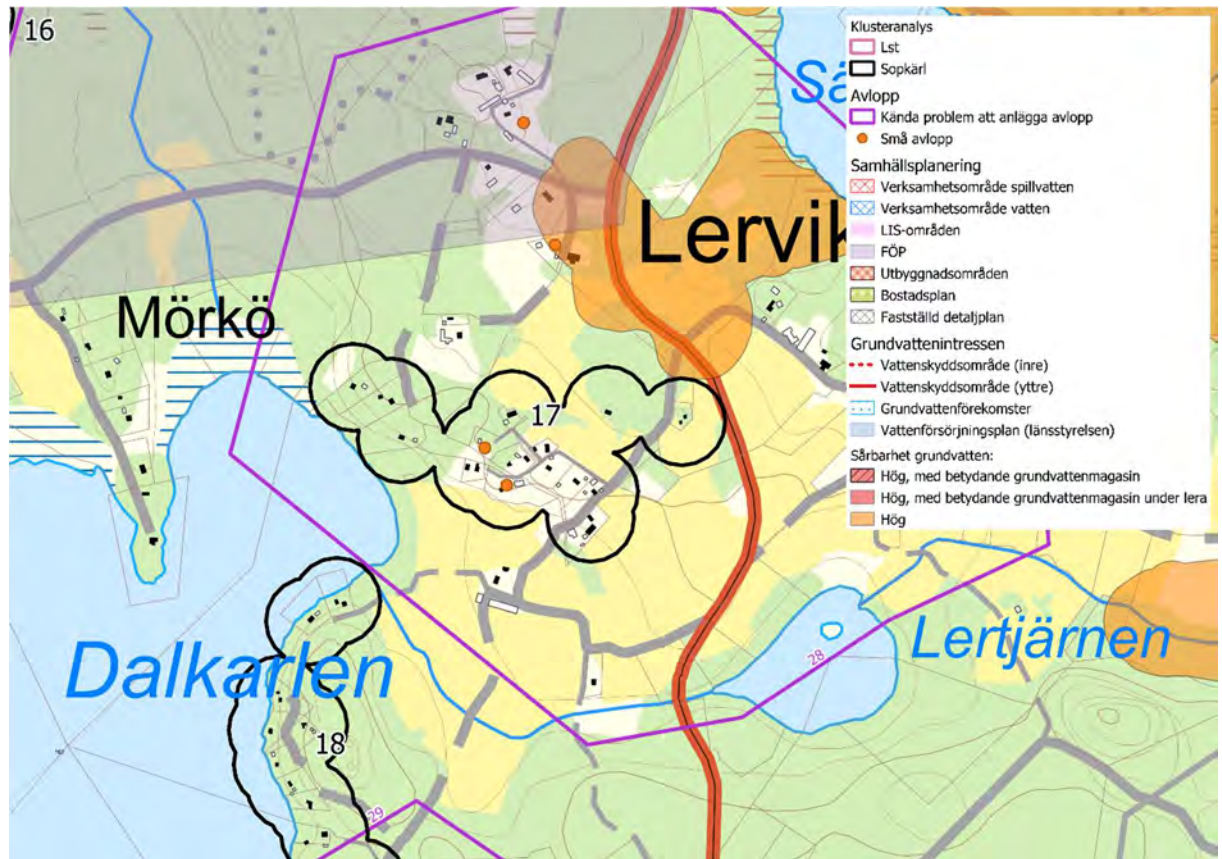 16
Sä
Lervik
Mörkö
17
Dalkarlen
Lertjärnen
28
18
29
Klusteranalys
Lst
Sopkärl
Avlopp
Kända problem att anlägga avlopp
Små avlopp
Samhällsplanering
Verksamhetsområde spillvatten
Verksamhetsområde vatten
LIS-områden
FÖP
Utbyggnadsområden
Bostadsplan
Fastställd detaljplan
Grundvattenintressen
Vattenskyddsområde (inre)
Vattenskyddsområde (yttre)
Grundvattenförekomster
Vattenförsörjningsplan (länsstyrelsen)
Sårbarhet grundvatten:
Hög, med betydande grundvattenmagasin
Hög, med betydande grundvattenmagasin under lera
Hög